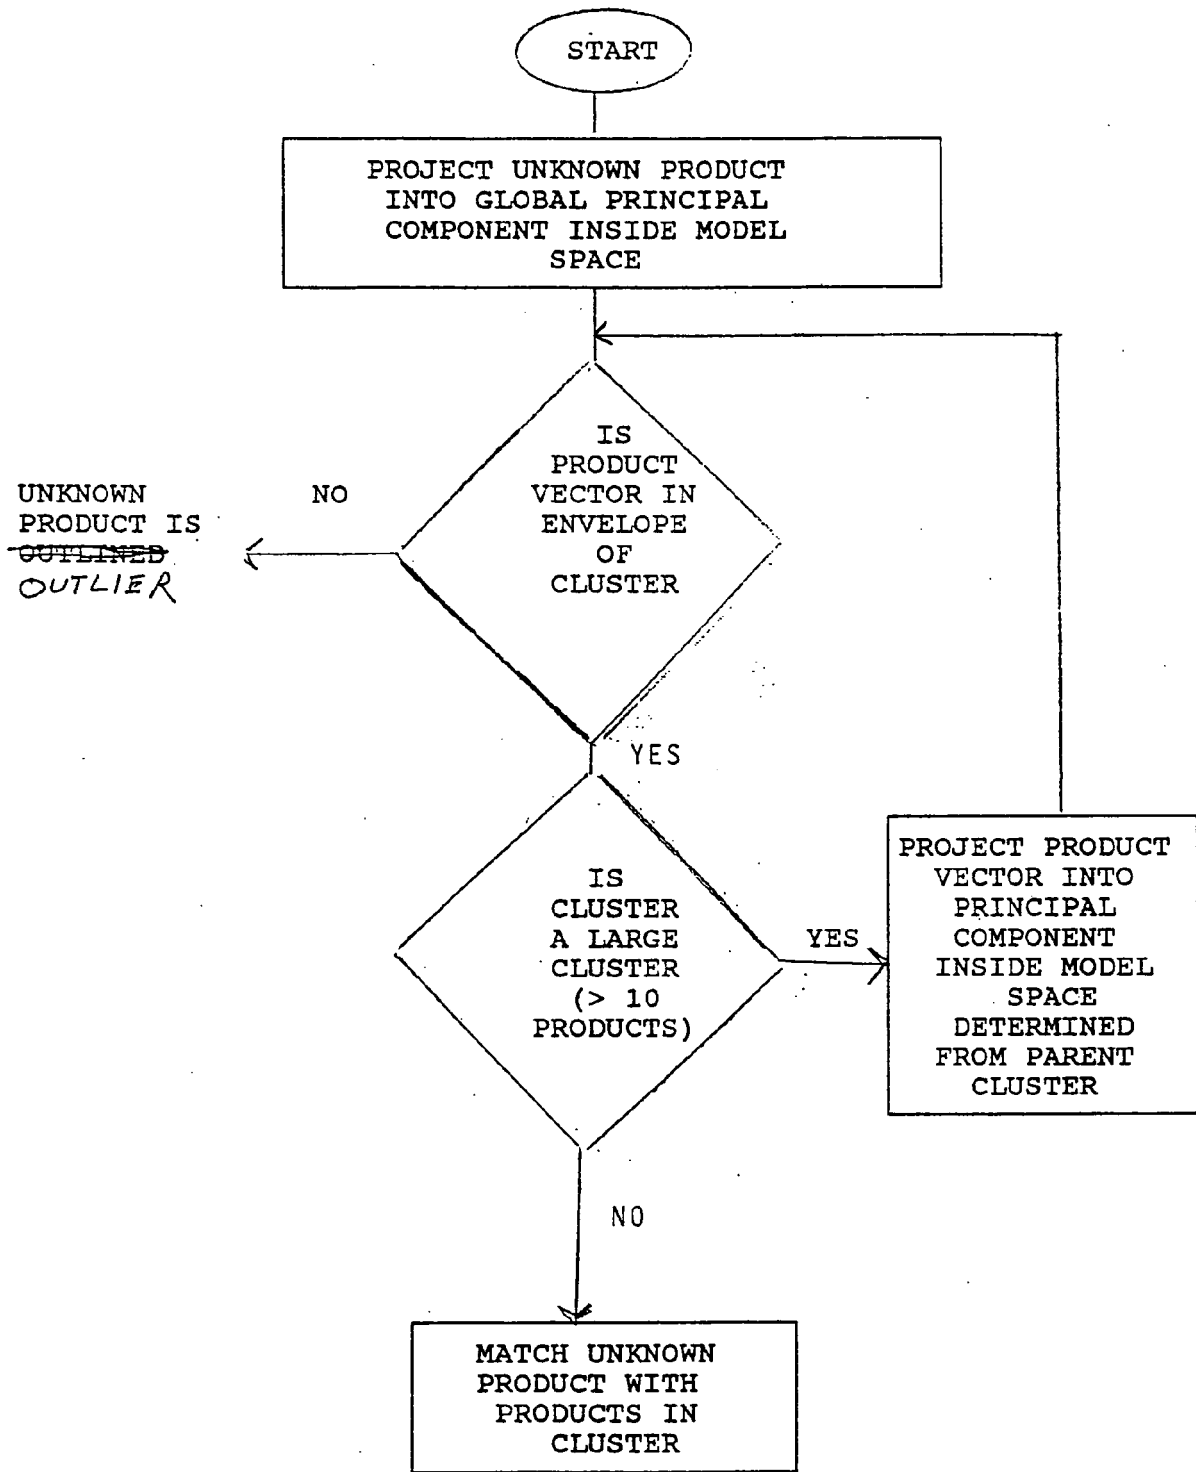 START
PROJECT UNKNOWN PRODUCT
INTO GLOBAL PRINCIPAL
COMPONENT INSIDE MODEL
SPACE
IS
PRODUCT
VECTOR IN
ENVELOPE
OF
CLUSTER
NO
UNKNOWN
PRODUCT IS
OUTLINED
OUTLIER
YES
IS
CLUSTER
A LARGE
CLUSTER
(> 10
PRODUCTS)
YES
PROJECT PRODUCT
VECTOR INTO
PRINCIPAL
COMPONENT
INSIDE MODEL
SPACE
DETERMINED
FROM PARENT
CLUSTER
NO
MATCH UNKNOWN
PRODUCT WITH
PRODUCTS IN
CLUSTER